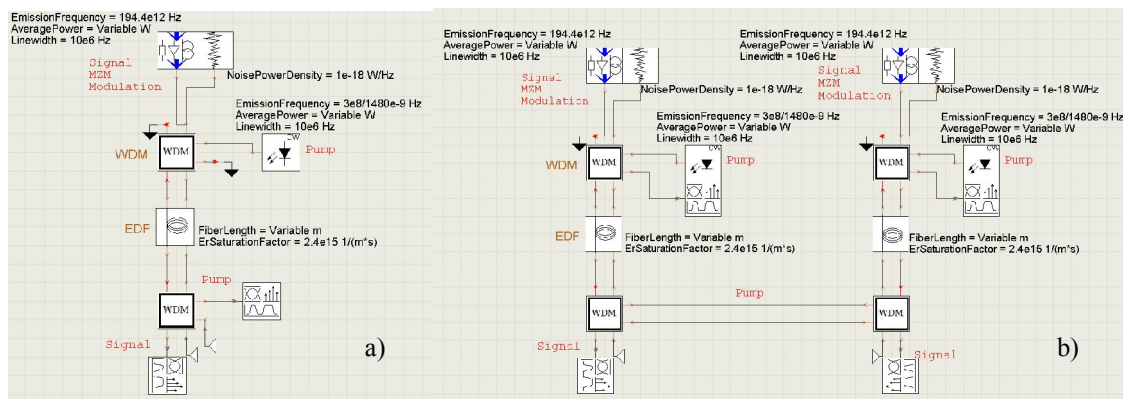 EmissionFrequency = 194.4e12 Hz
AveragePower = Variable W
Linewidth = 10e6 Hz
Signal
MZM
Modulation
NoisePowerDensity = 1e-18 W/Hz
EmissionFrequency = 3e8/1480e-9 Hz
AveragePower = Variable W
Linewidth = 10e6 Hz
CW
WDM
WDM
Pump
EDF
FiberLength = Variable m
ErSaturationFactor = 2.4e15 1/(m*s)
Pump
WDM
Signal
a)
EmissionFrequency = 194.4e12 Hz
AveragePower = Variable W
Linewidth = 10e6 Hz
Signal
MZM
Modulation
NoisePowerDensity = 1e-18 W/Hz
EmissionFrequency = 3e8/1480e-9 Hz
AveragePower = Variable W
Linewidth = 10e6 Hz
CW
WDM
WDM
Pump
EDF
FiberLength = Variable m
ErSaturationFactor = 2.4e15 1/(m*s)
WDM
Signal
Pump
EmissionFrequency = 194.4e12 Hz
AveragePower = Variable W
Linewidth = 10e6 Hz
Signal
MZM
Modulation
NoisePowerDensity = 1e-18 W/Hz
EmissionFrequency = 3e8/1480e-9 Hz
AveragePower = Variable W
Linewidth = 10e6 Hz
CW
WDM
Pump
FiberLength = Variable m
ErSaturationFactor = 2.4e15 1/(m*s)
WDM
Signal
b)